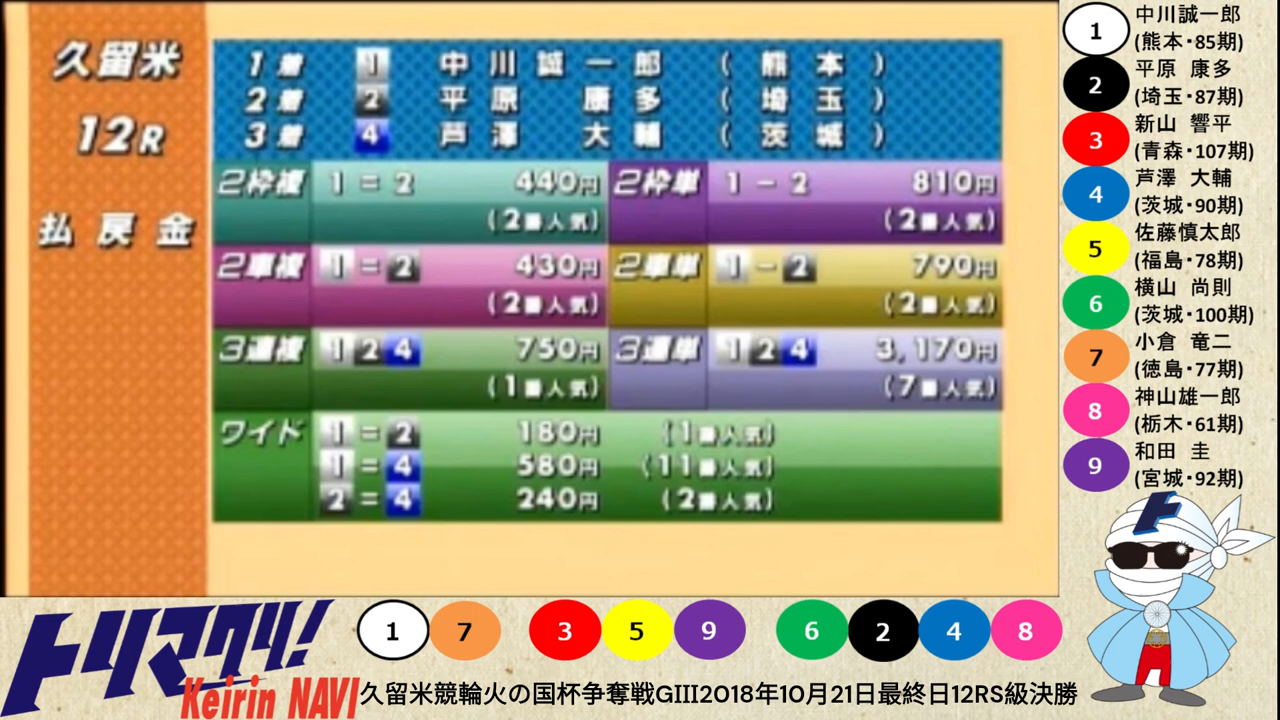 久留米
12R
払戻金
1着 1 中川誠一郎 (熊本)
2着 2 平原 康多 (埼玉)
3着 4 芦澤 大輔 (茨城)
2枠複 1=2 440円 2枠単 1-2 810円
(2番人気) (2番人気)
2車複 1=2 430円 2車単 1-2 790円
(2番人気) (2番人気)
3連複 1 2 4 750円 3連単 1 2 4 3,170円
(1番人気) (7番人気)
ワイド 1=2 180円 (1番人気)
1=4 580円 (11番人気)
2=4 240円 (2番人気)
1 中川誠一郎
(熊本・85期)
2 平原 康多
(埼玉・87期)
3 新山 響平
(青森・107期)
4 芦澤 大輔
(茨城・90期)
5 佐藤慎太郎
(福島・78期)
6 横山 尚則
(茨城・100期)
7 小倉 竜二
(徳島・77期)
8 神山雄一郎
(栃木・61期)
9 和田 圭
(宮城・92期)
ト
トリマクリ!
Keirin NAVI
1 7 3 5 9 6 2 4 8
久留米競輪火の国杯争奪戦GIII2018年10月21日最終日12RS級決勝